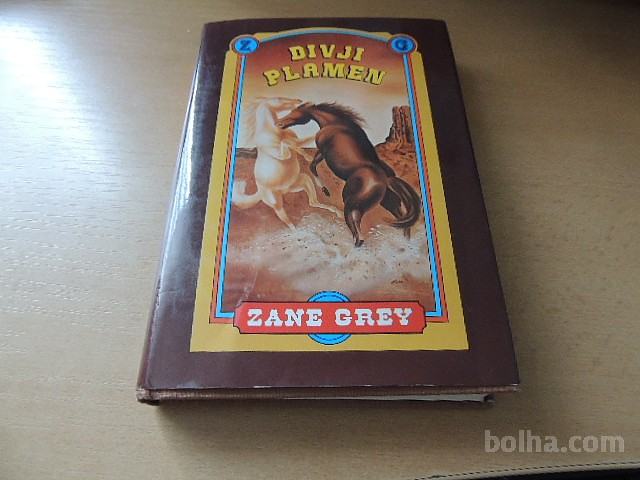 Z G
DIVJI
PLAMEN
ZANE GREY
bolha.com